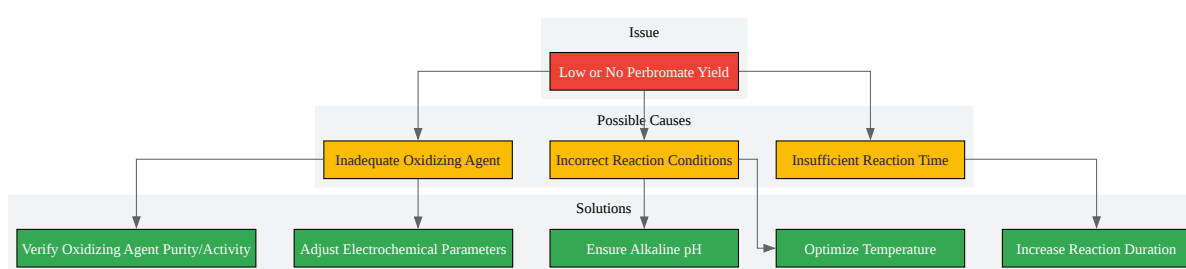 Issue
Low or No Perbromate Yield
Possible Causes
Inadequate Oxidizing Agent
Incorrect Reaction Conditions
Insufficient Reaction Time
Solutions
Verify Oxidizing Agent Purity/Activity
Adjust Electrochemical Parameters
Ensure Alkaline pH
Optimize Temperature
Increase Reaction Duration